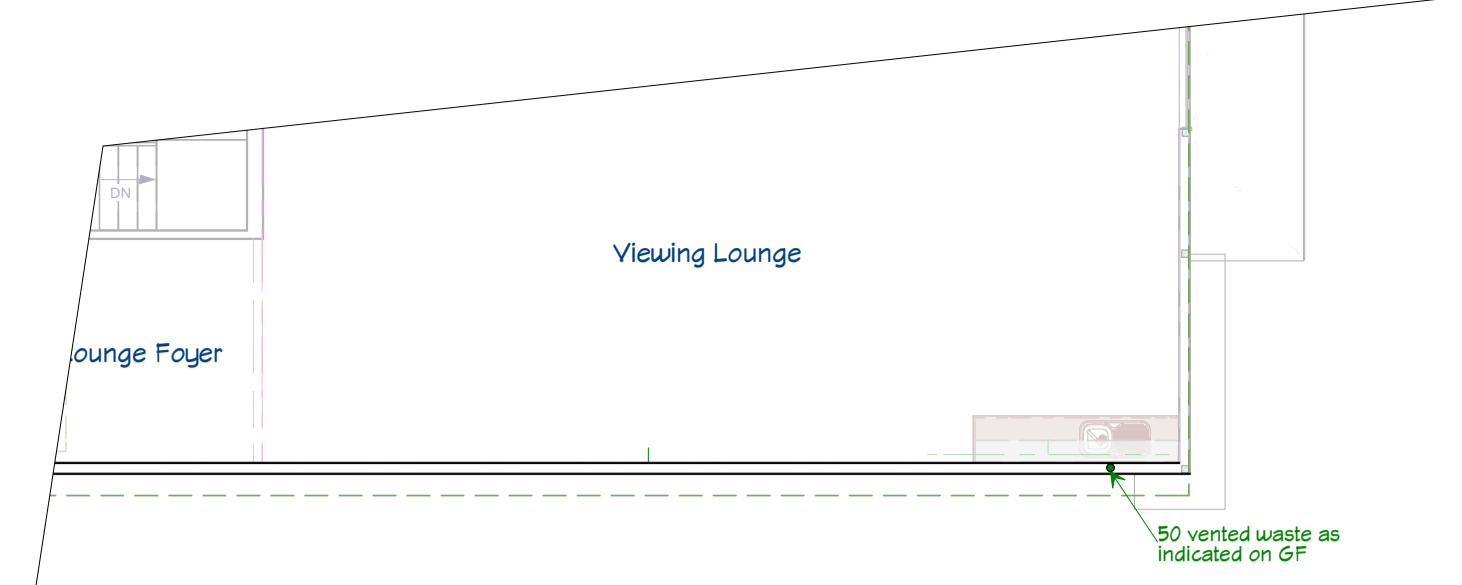 DN
Viewing Lounge
ounge Foyer
50 vented waste as
indicated on GF